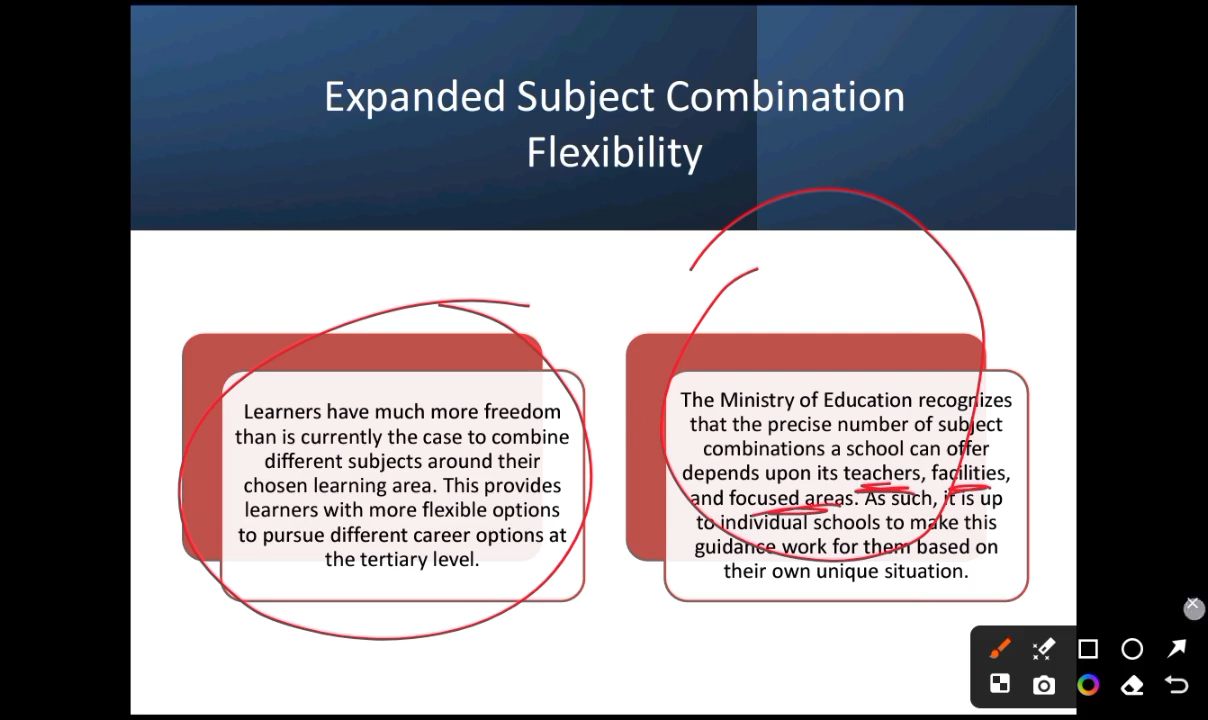 Expanded Subject Combination
Flexibility
Learners have much more freedom
than is currently the case to combine
different subjects around their
chosen learning area. This provides
learners with more flexible options
to pursue different career options at
the tertiary level.
The Ministry of Education recognizes
that the precise number of subject
combinations a school can offer
depends upon its teachers, facilities,
and focused areas. As such, it is up
to individual schools to make this
guidance work for them based on
their own unique situation.